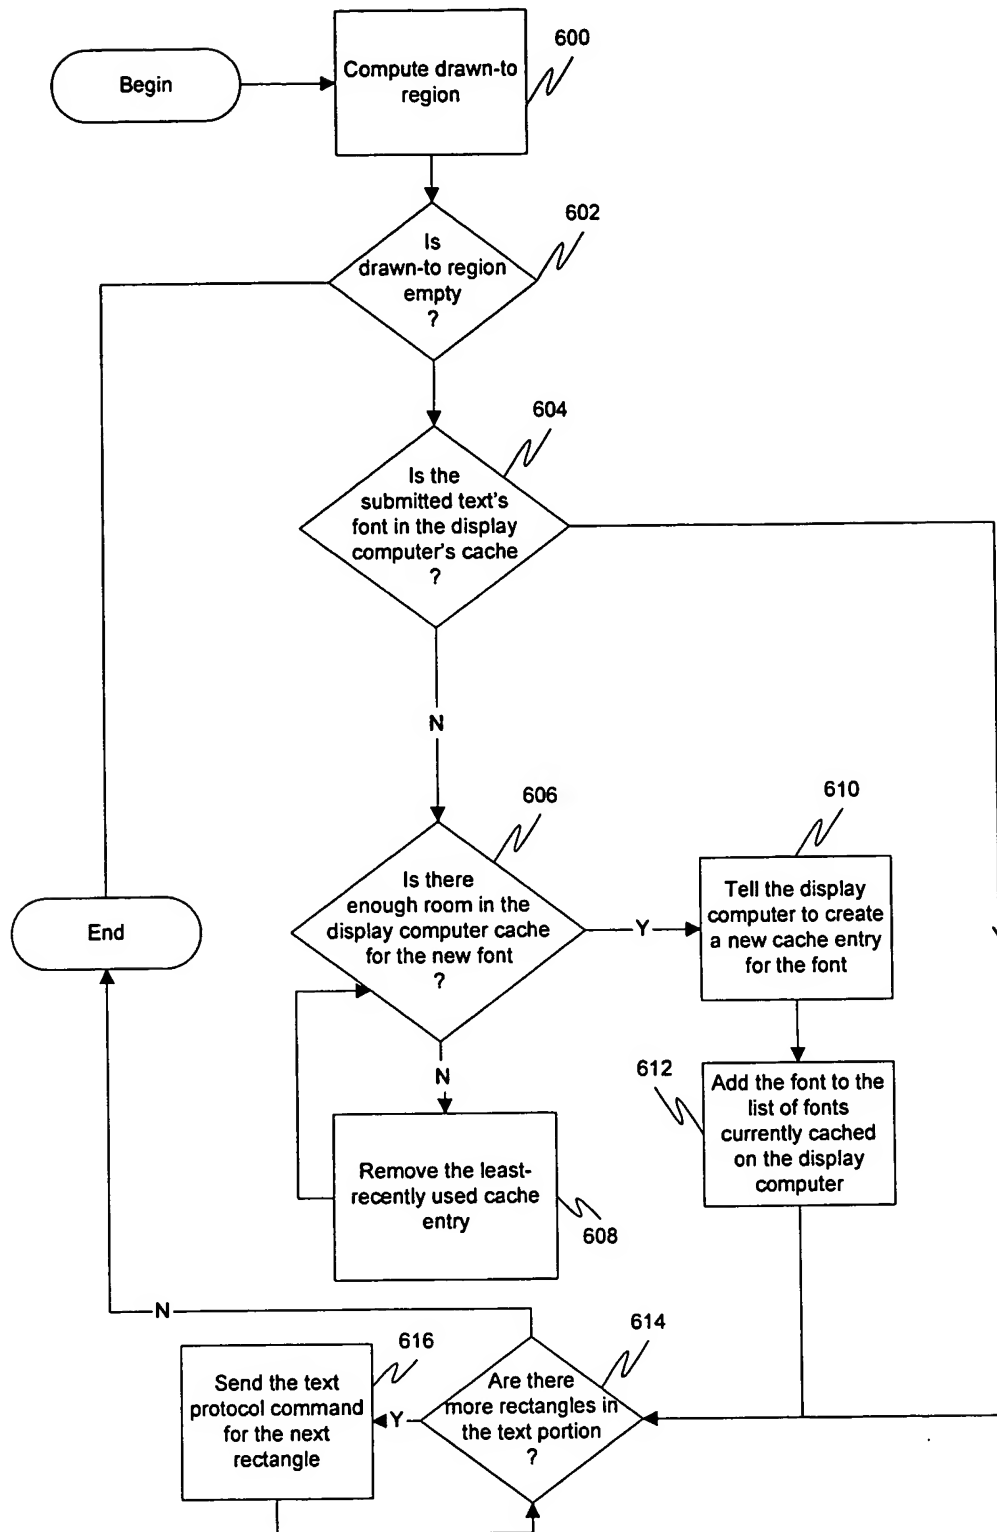 600
Begin
Compute drawn-to
region
602
Is
drawn-to region
empty
?
604
Is the
submitted text's
font in the display
computer's cache
?
N
606
610
Is there
enough room in the
display computer cache
for the new font
?
Y
Tell the display
computer to create
a new cache entry
for the font
Y
End
N
612
Add the font to the
list of fonts
currently cached
on the display
computer
Remove the least-
recently used cache
entry
608
N
614
616
Send the text
protocol command
for the next
rectangle
Y
Are there
more rectangles in
the text portion
?